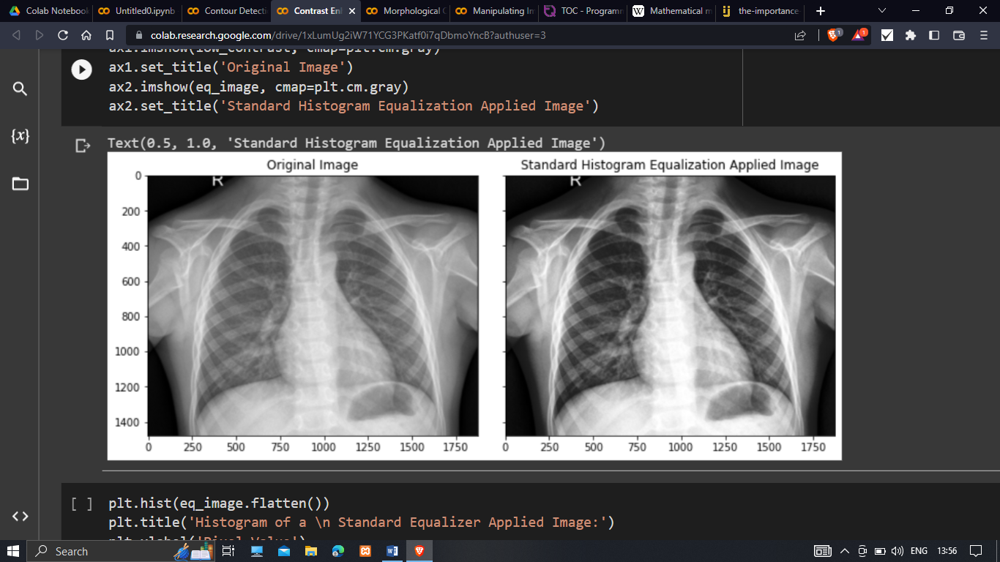 Colab Notebook
Untitled0.ipynb
Contour Detecti
Contrast En
Morphological C
Manipulating Im
TOC - Programm
Mathematical m
the-importance
colab.research.google.com/drive/1xLumUg2iW71YCG3PKatf0i7qDbmoYncB?authuser=3
1
1
ax1.imshow(low_contrast, cmap=plt.cm.gray)
ax1.set_title('Original Image')
ax2.imshow(eq_image, cmap=plt.cm.gray)
ax2.set_title('Standard Histogram Equalization Applied Image')
{x}
Text(0.5, 1.0, 'Standard Histogram Equalization Applied Image')
Original Image
Standard Histogram Equalization Applied Image
R
R
0
200
400
600
800
1000
1200
1400
0 250 500 750 1000 1250 1500 1750
0 250 500 750 1000 1250 1500 1750
[ ]
plt.hist(eq_image.flatten())
plt.title('Histogram of a \n Standard Equalizer Applied Image:')
plt.xlabel('Pixel Value')
<>
Search
ENG
13:56